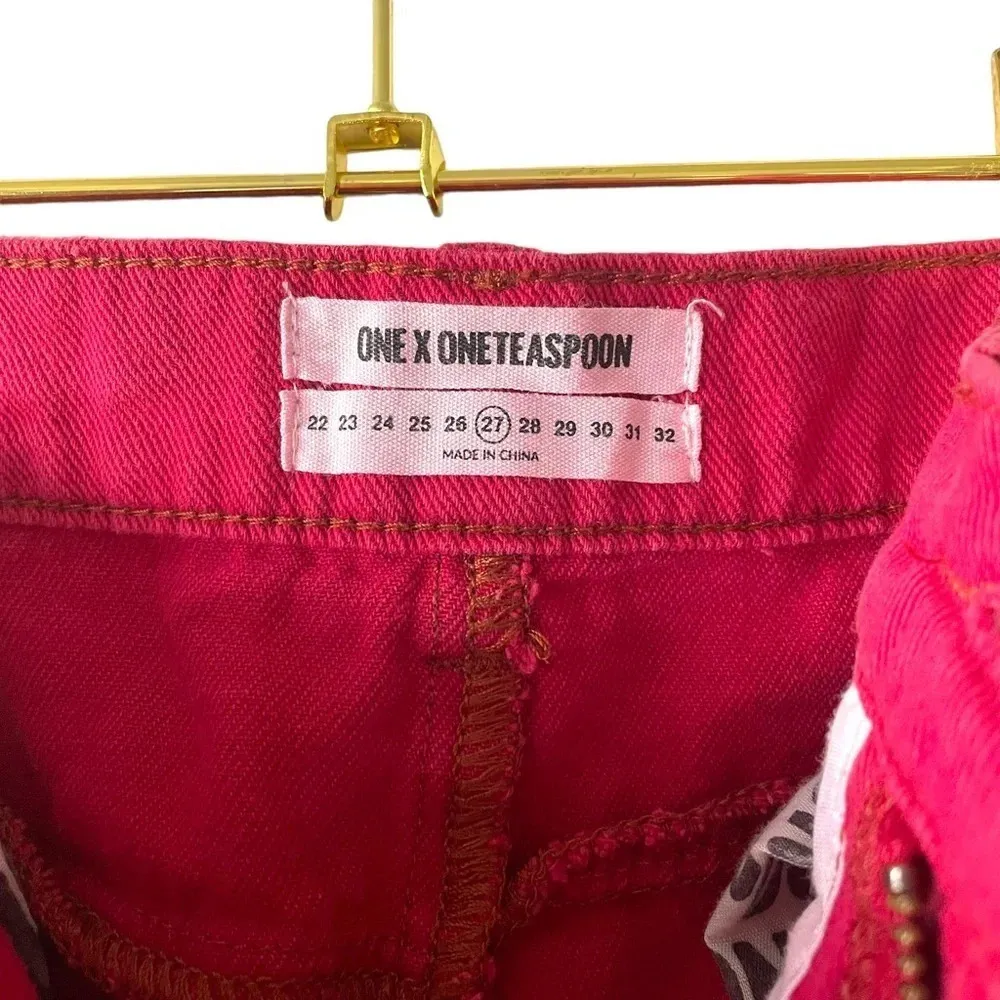 ONE X ONETEASPOON
22 23 24 25 26 27 28 29 30 31 32
MADE IN CHINA